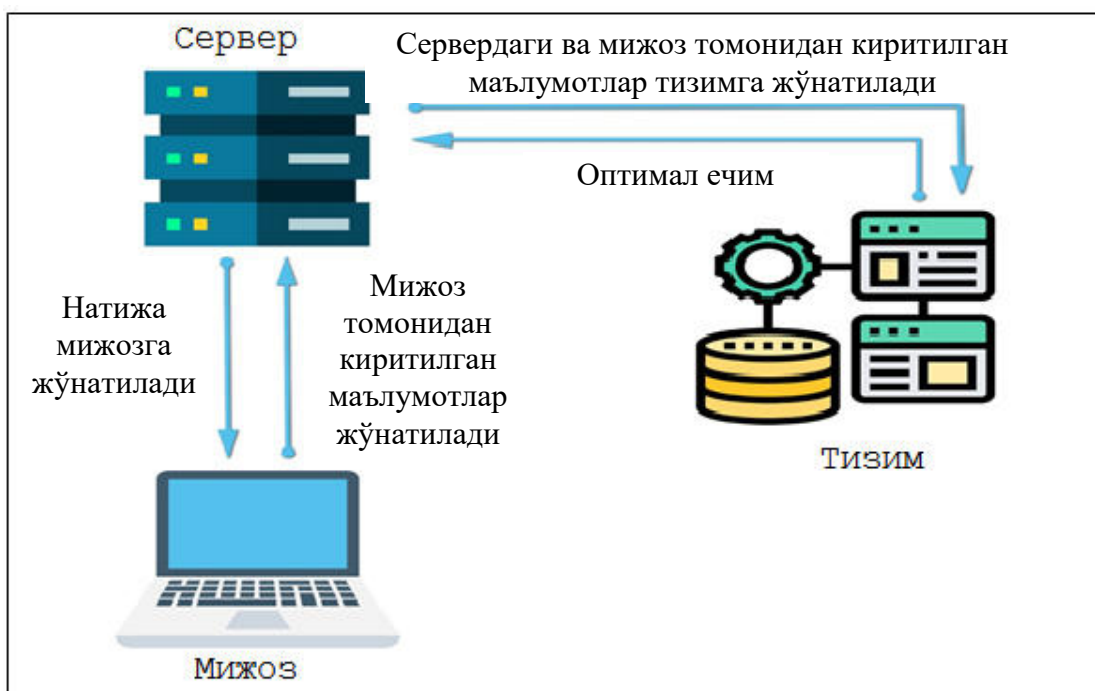 Сервер
Сервердаги ва мижоз томонидан киритилган
маълумотлар тизимга жўнатилади
Оптимал ечим
Натижа
мижозга
жўнатилади
Мижоз
томонидан
киритилган
маълумотлар
жўнатилади
Тизим
Мижоз